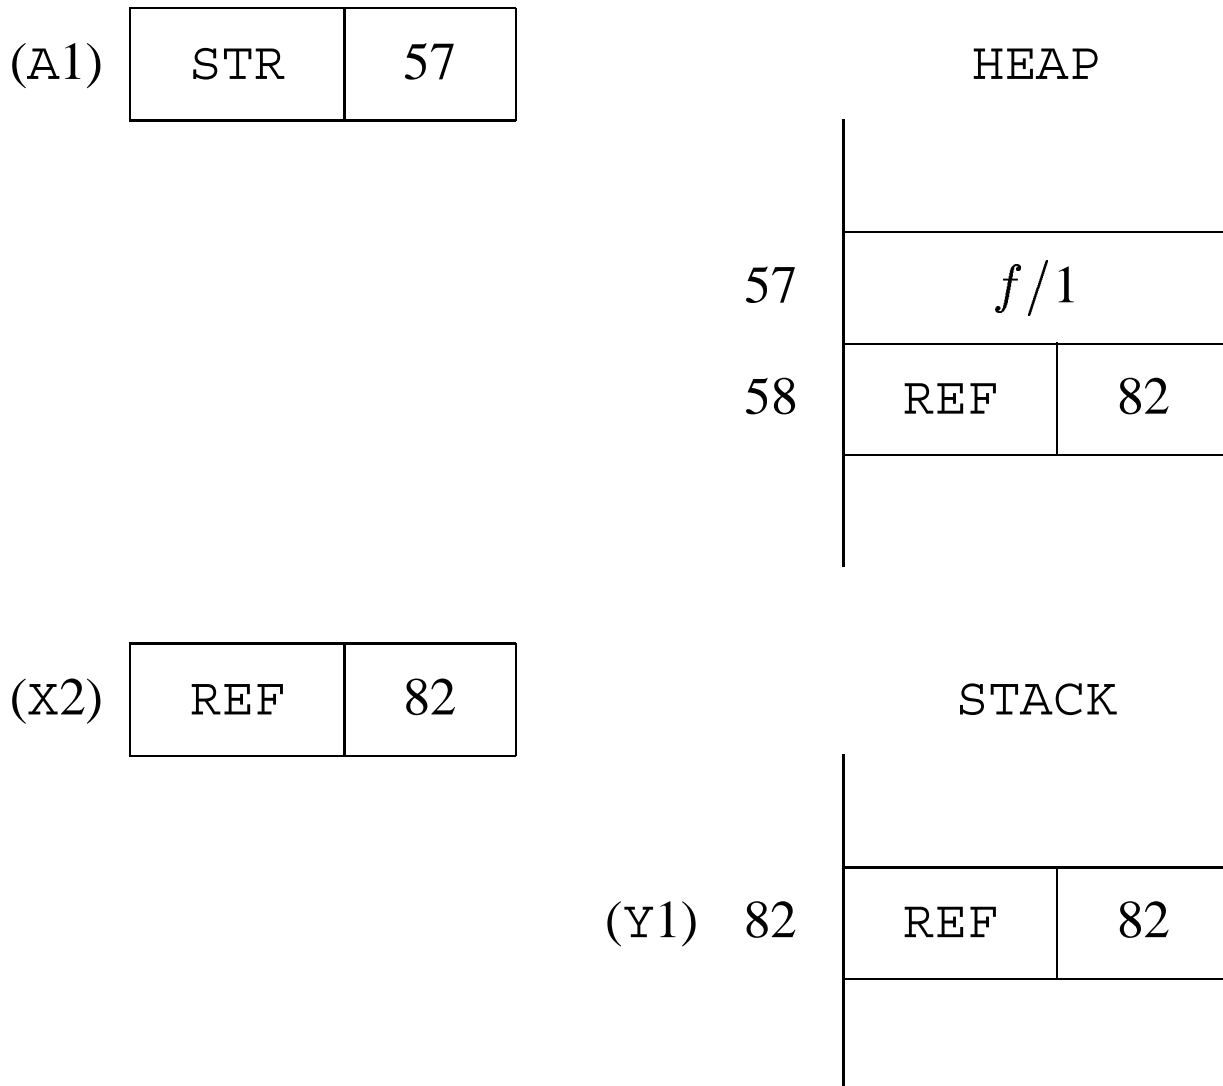 (A1) STR 57 HEAP
57 f/1
58 REF 82
(X2) REF 82 STACK
(Y1) 82 REF 82